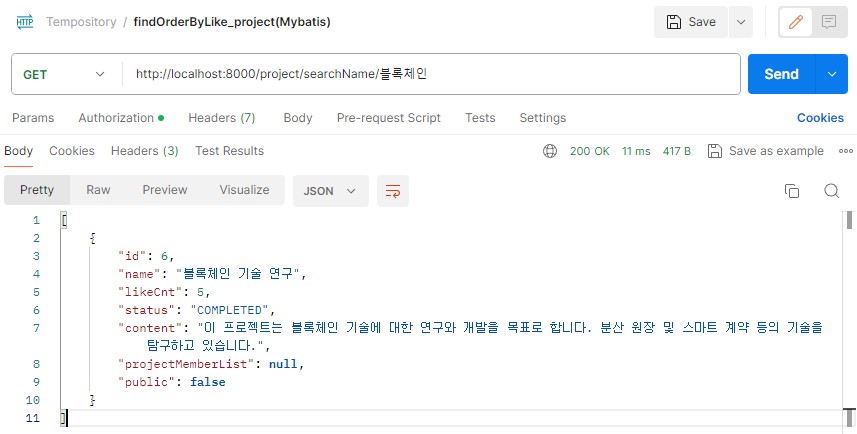 HTTP Tempository / findOrderByLike_project(Mybatis) Save
GET http://localhost:8000/project/searchName/블록체인 Send
Params Authorization Headers (7) Body Pre-request Script Tests Settings Cookies
Body Cookies Headers (3) Test Results 200 OK 11 ms 417 B Save as example
Pretty Raw Preview Visualize JSON
1 [
2 {
3 "id": 6,
4 "name": "블록체인 기술 연구",
5 "likeCnt": 5,
6 "status": "COMPLETED",
7 "content": "이 프로젝트는 블록체인 기술에 대한 연구와 개발을 목표로 합니다. 분산 원장 및 스마트 계약 등의 기술을
탐구하고 있습니다.",
8 "projectMemberList": null,
9 "public": false
10 }
11 ]